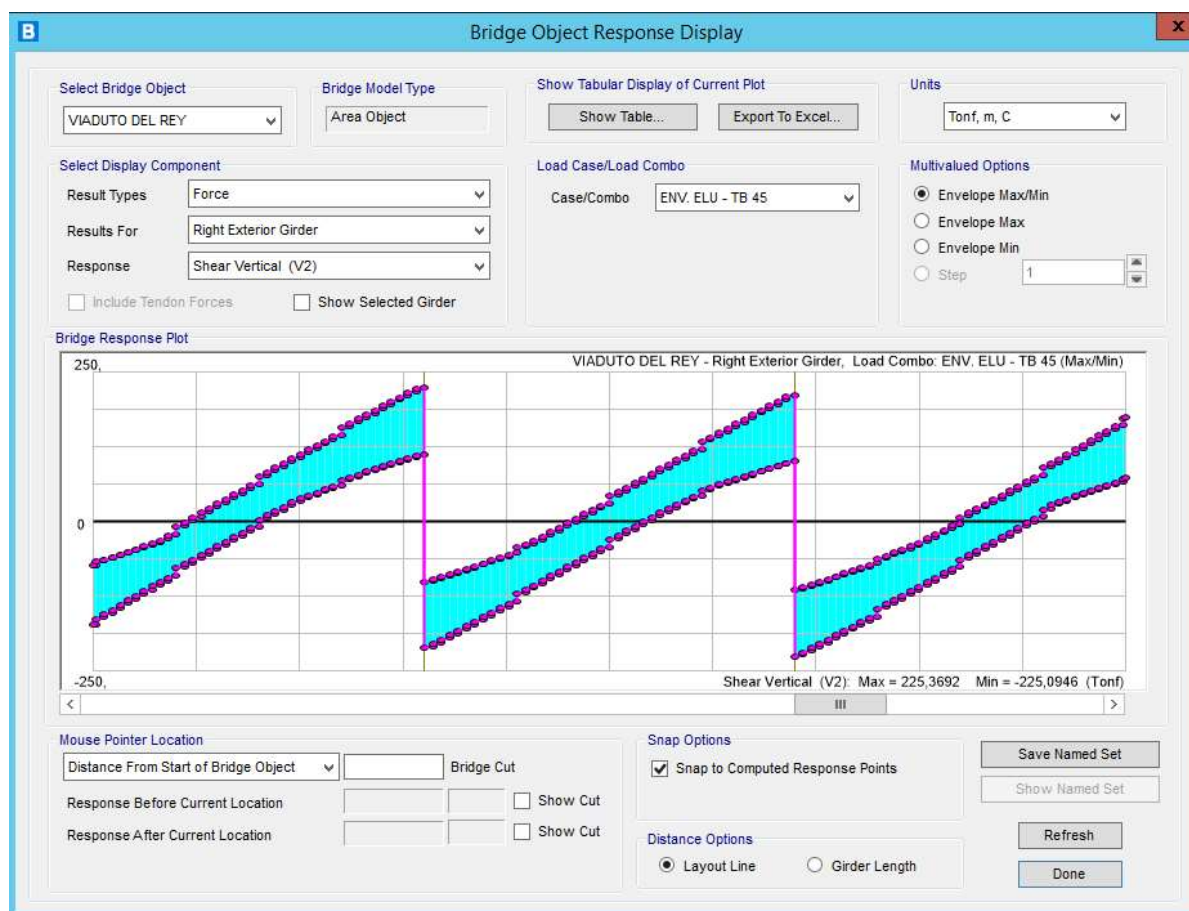 B
Bridge Object Response Display
x
Select Bridge Object
VIADUTO DEL REY
Bridge Model Type
Area Object
Show Tabular Display of Current Plot
Show Table...
Export To Excel...
Units
Tonf, m, C
Select Display Component
Result Types
Force
Results For
Right Exterior Girder
Response
Shear Vertical (V2)
Include Tendon Forces
Show Selected Girder
Load Case/Load Combo
Case/Combo
ENV. ELU - TB 45
Multivalued Options
Envelope Max/Min
Envelope Max
Envelope Min
Step
1
Bridge Response Plot
250,
VIADUTO DEL REY - Right Exterior Girder, Load Combo: ENV. ELU - TB 45 (Max/Min)
0
-250,
Shear Vertical (V2): Max = 225,3692 Min = -225,0946 (Tonf)
Mouse Pointer Location
Distance From Start of Bridge Object
Bridge Cut
Response Before Current Location
Show Cut
Response After Current Location
Show Cut
Snap Options
Snap to Computed Response Points
Distance Options
Layout Line
Girder Length
Save Named Set
Show Named Set
Refresh
Done